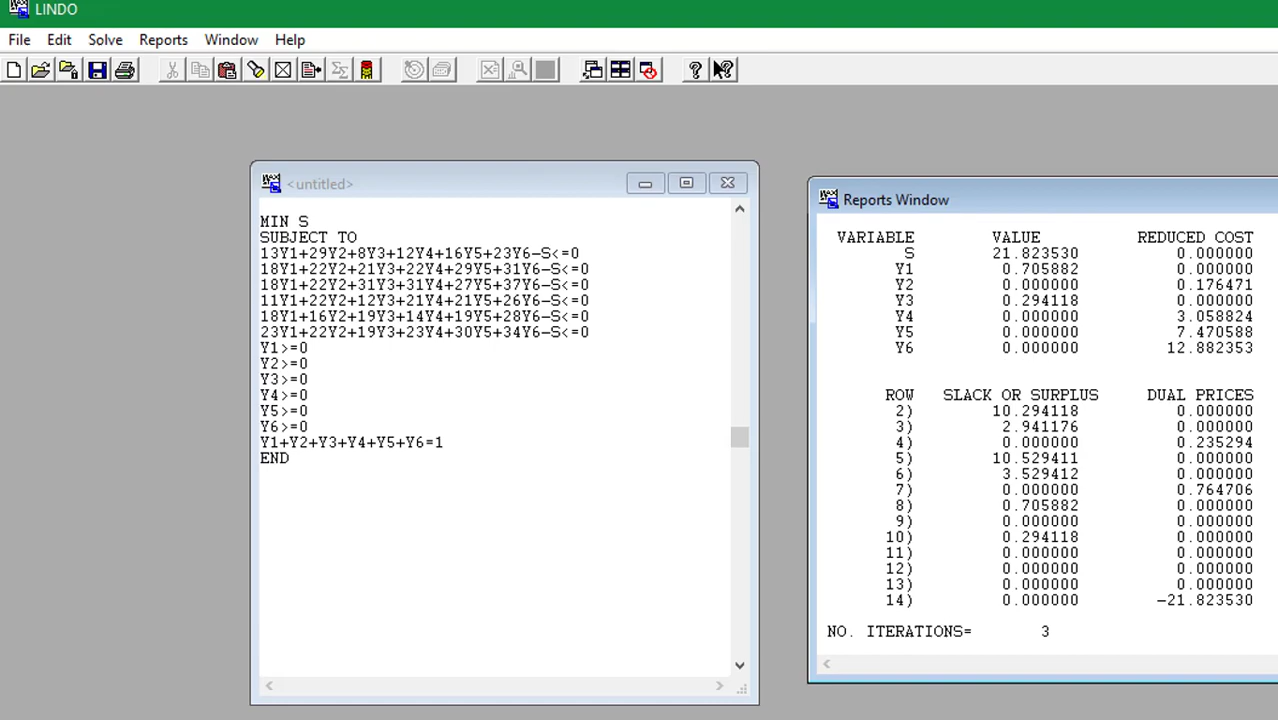 LINDO
File Edit Solve Reports Window Help
<untitled>
MIN S
SUBJECT TO
13Y1+29Y2+8Y3+12Y4+16Y5+23Y6-S<=0
18Y1+22Y2+21Y3+22Y4+29Y5+31Y6-S<=0
18Y1+22Y2+31Y3+31Y4+27Y5+37Y6-S<=0
11Y1+22Y2+12Y3+21Y4+21Y5+26Y6-S<=0
18Y1+16Y2+19Y3+14Y4+19Y5+28Y6-S<=0
23Y1+22Y2+19Y3+23Y4+30Y5+34Y6-S<=0
Y1>=0
Y2>=0
Y3>=0
Y4>=0
Y5>=0
Y6>=0
Y1+Y2+Y3+Y4+Y5+Y6=1
END
Reports Window
VARIABLE VALUE REDUCED COST
S 21.823530 0.000000
Y1 0.705882 0.000000
Y2 0.000000 0.176471
Y3 0.294118 0.000000
Y4 0.000000 3.058824
Y5 0.000000 7.470588
Y6 0.000000 12.882353
ROW SLACK OR SURPLUS DUAL PRICES
2) 10.294118 0.000000
3) 2.941176 0.000000
4) 0.000000 0.235294
5) 10.529411 0.000000
6) 3.529412 0.000000
7) 0.000000 0.764706
8) 0.705882 0.000000
9) 0.000000 0.000000
10) 0.294118 0.000000
11) 0.000000 0.000000
12) 0.000000 0.000000
13) 0.000000 0.000000
14) 0.000000 -21.823530
NO. ITERATIONS= 3